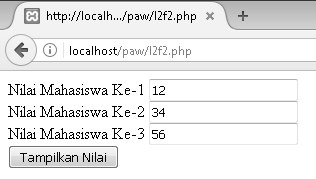 http://localh.../paw/l2f2.php
localhost/paw/l2f2.php
Nilai Mahasiswa Ke-1 12
Nilai Mahasiswa Ke-2 34
Nilai Mahasiswa Ke-3 56
Tampilkan Nilai